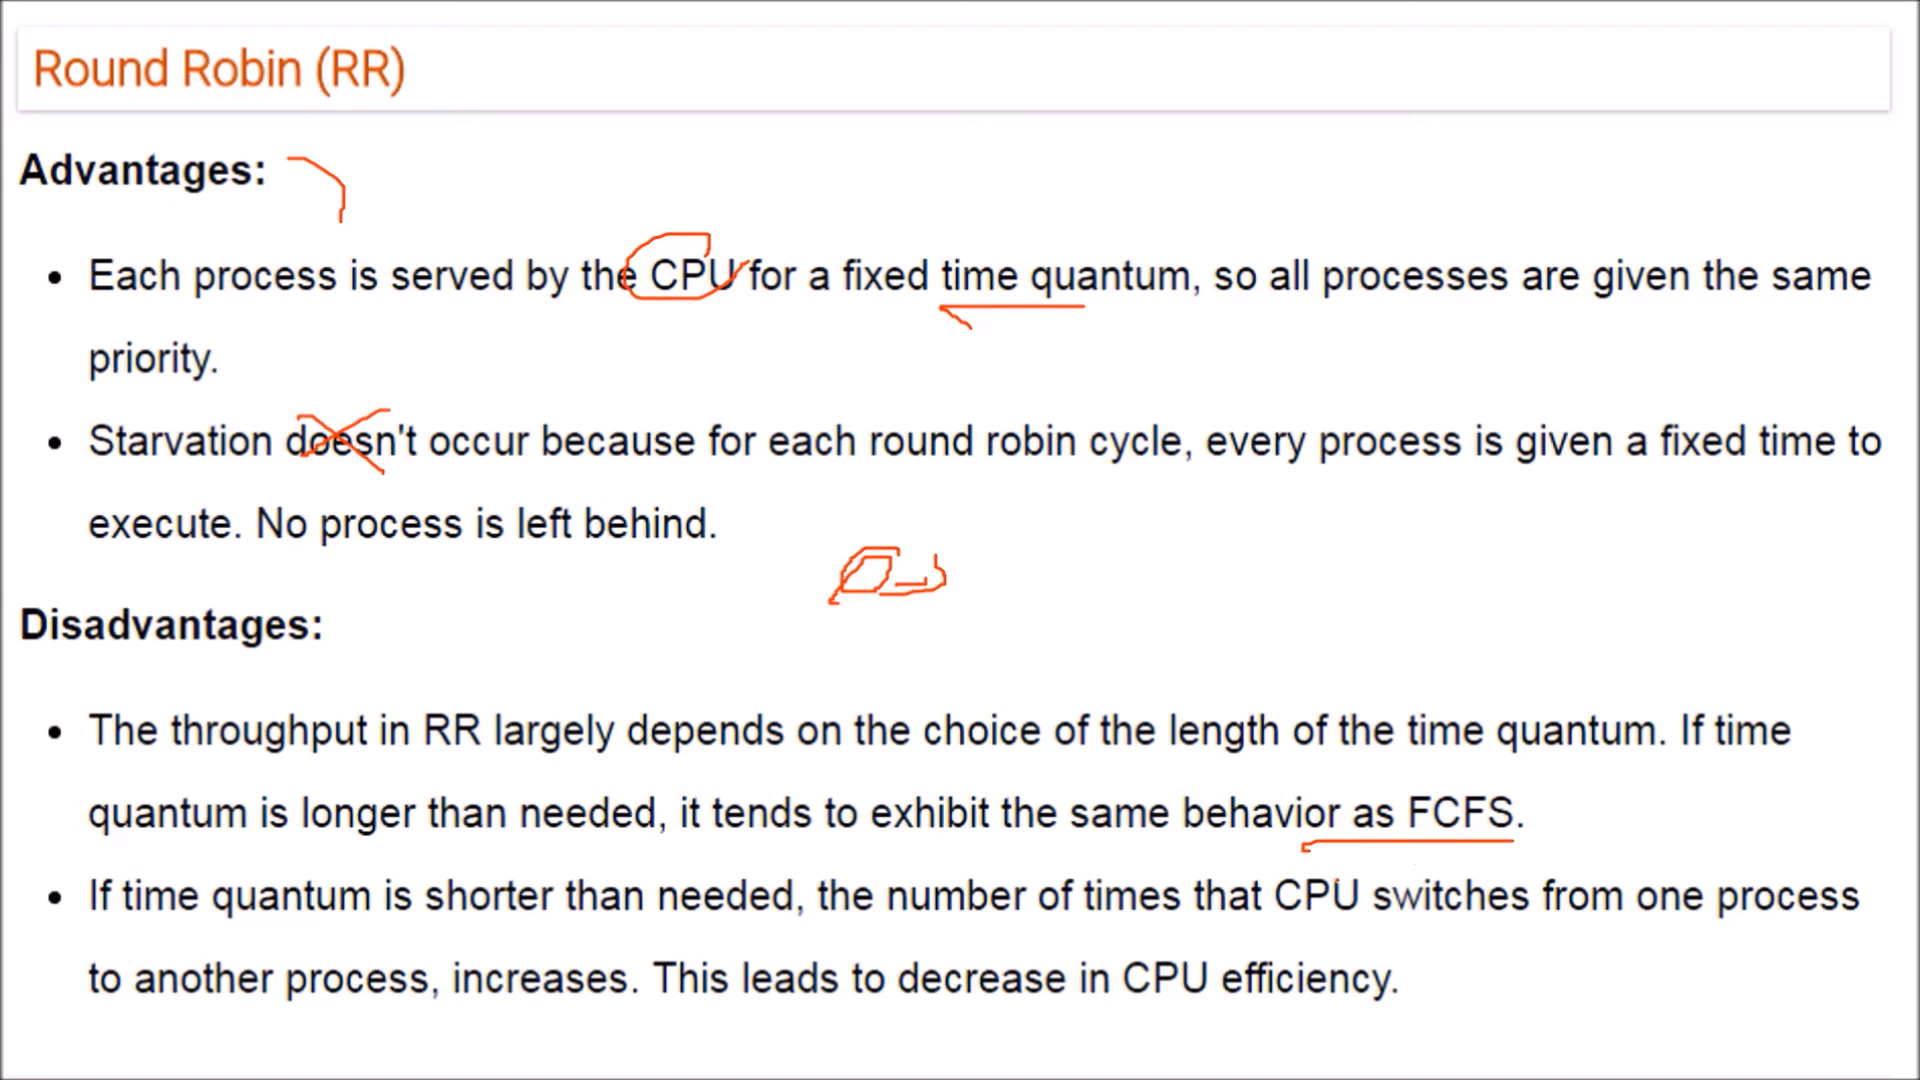 Round Robin (RR)
Advantages:
• Each process is served by the CPU for a fixed time quantum, so all processes are given the same
priority.
• Starvation doesn't occur because for each round robin cycle, every process is given a fixed time to
execute. No process is left behind.
Disadvantages:
• The throughput in RR largely depends on the choice of the length of the time quantum. If time
quantum is longer than needed, it tends to exhibit the same behavior as FCFS.
• If time quantum is shorter than needed, the number of times that CPU switches from one process
to another process, increases. This leads to decrease in CPU efficiency.